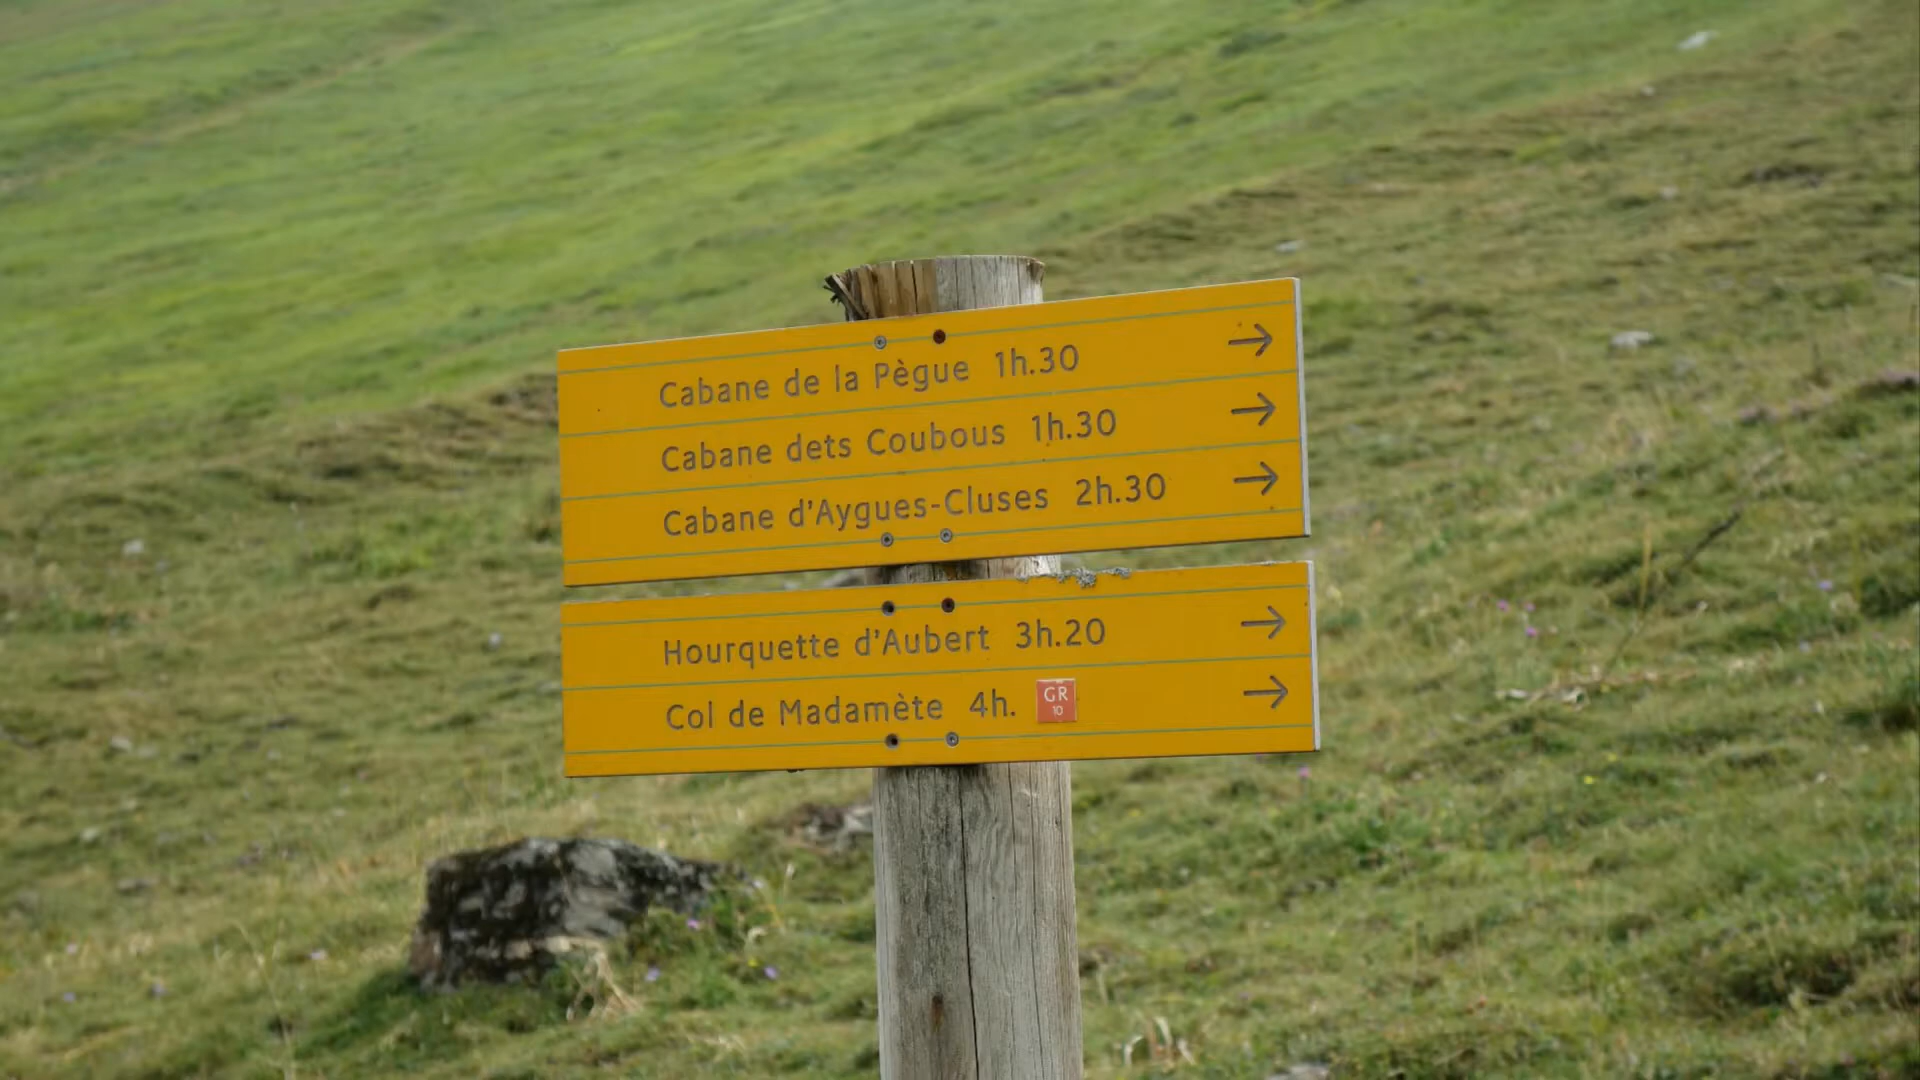 Cabane de la Pègue 1h.30 →
Cabane dets Coubous 1h.30 →
Cabane d'Aygues-Cluses 2h.30 →
Hourquette d'Aubert 3h.20 →
Col de Madamète 4h. GR 10 →